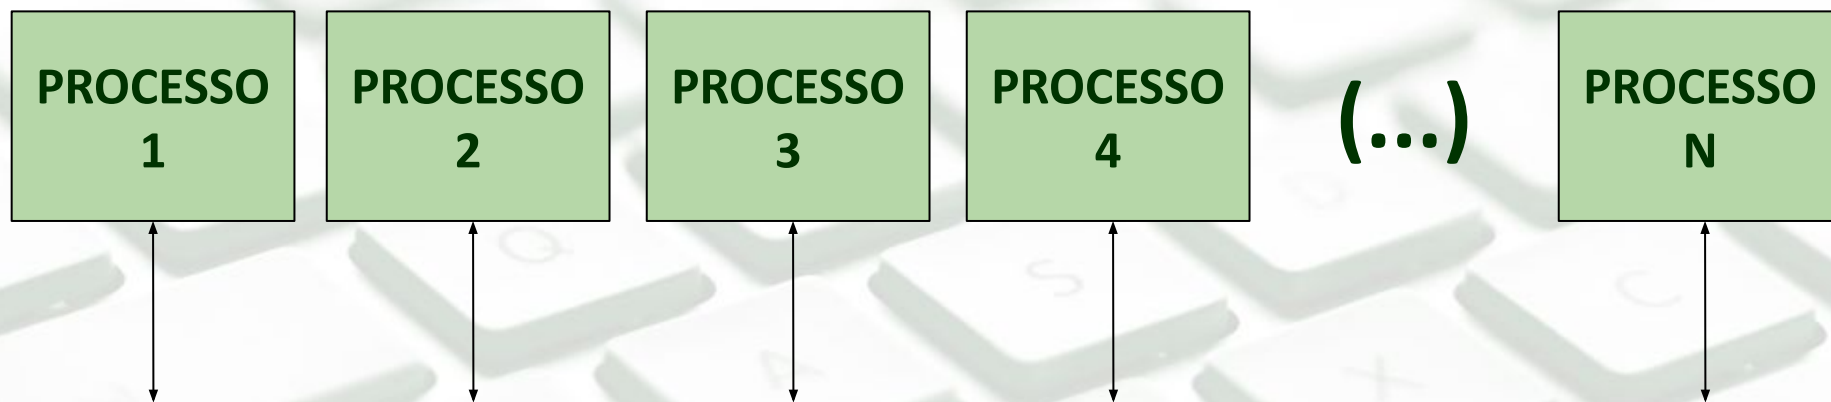 PROCESSO
1
PROCESSO
2
PROCESSO
3
PROCESSO
4
(...)
PROCESSO
N
Q
S
A
X
C